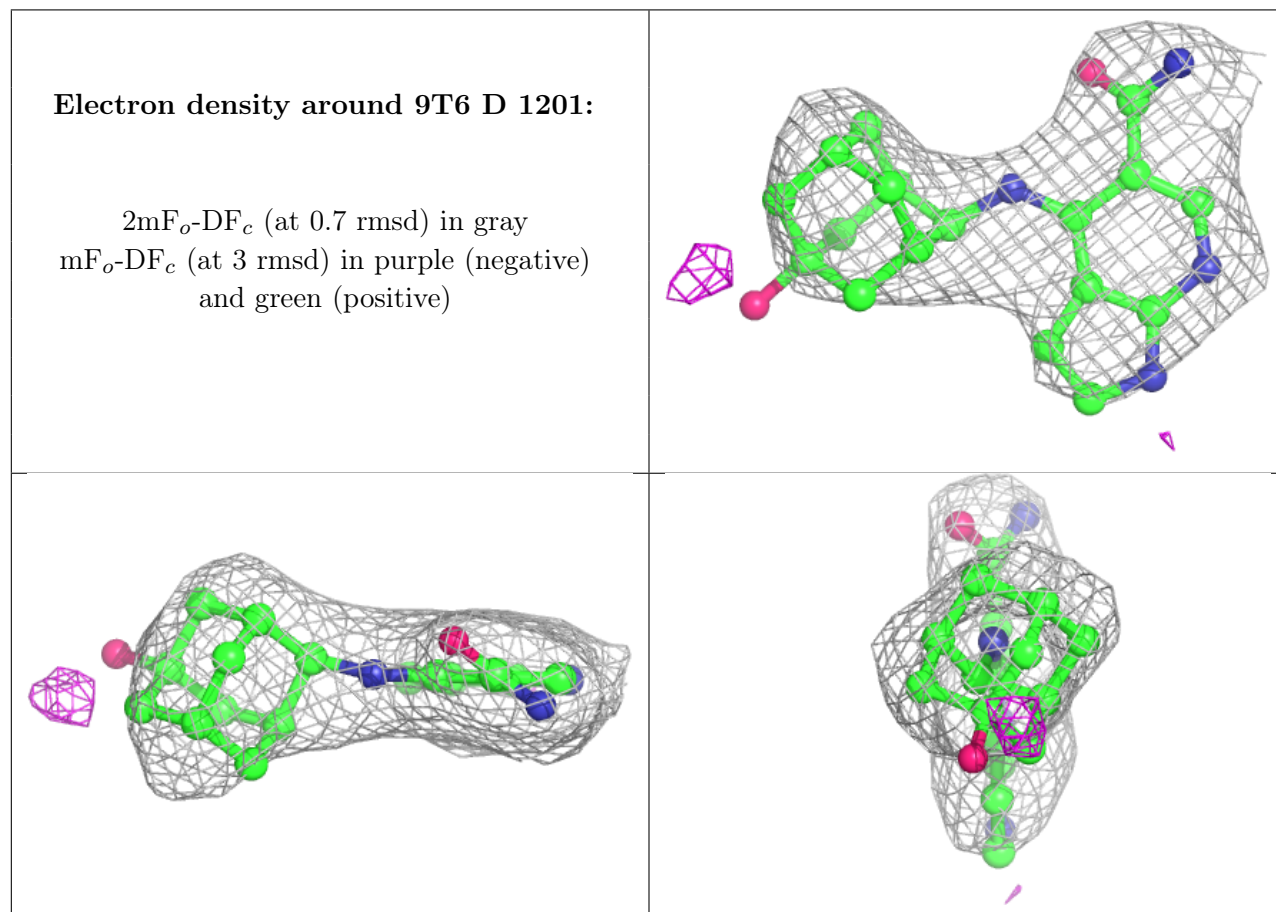 Electron density around 9T6 D 1201:
2mFo-DFc (at 0.7 rmsd) in gray
mFo-DFc (at 3 rmsd) in purple (negative)
and green (positive)